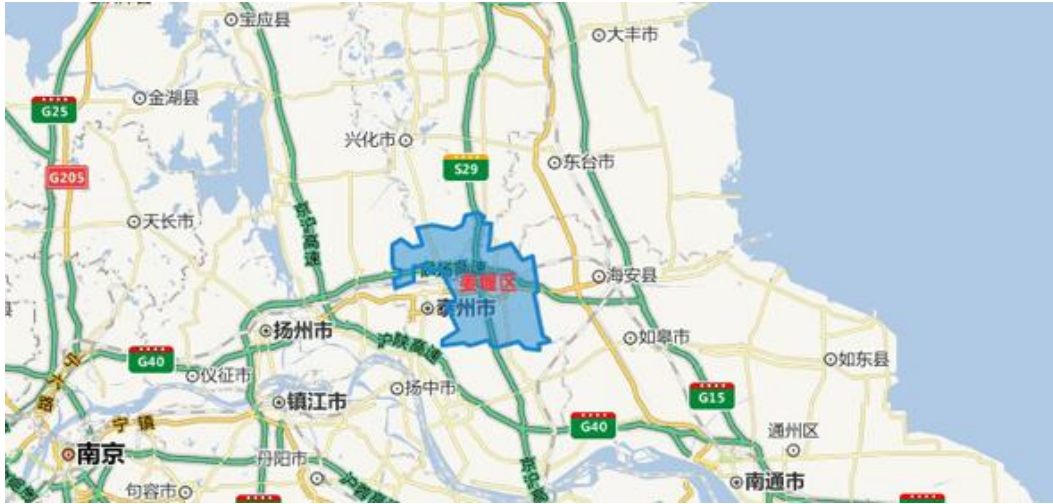 宝应县
大丰市
金湖县
G25
兴化市
东台市
S29
G205
天长市
京沪高速
海安县
姜堰区
泰州市
扬州市
如皋市
沪陕高速
如东县
G40
仪征市
扬中市
G15
镇江市
宁镇
G40
通州区
南京
丹阳市
南通市
句容市